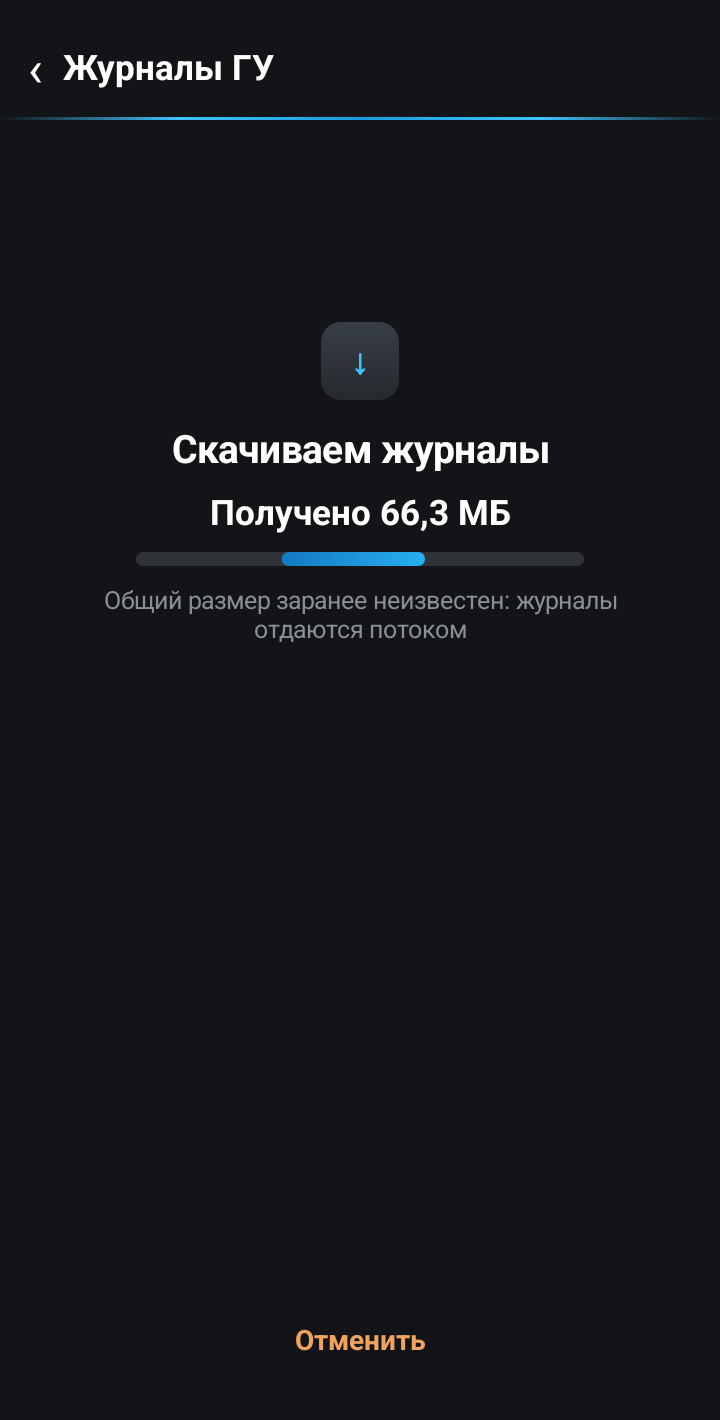 ‹ Журналы ГУ
↓
Скачиваем журналы
Получено 66,3 МБ
Общий размер заранее неизвестен: журналы
отдаются потоком
Отменить